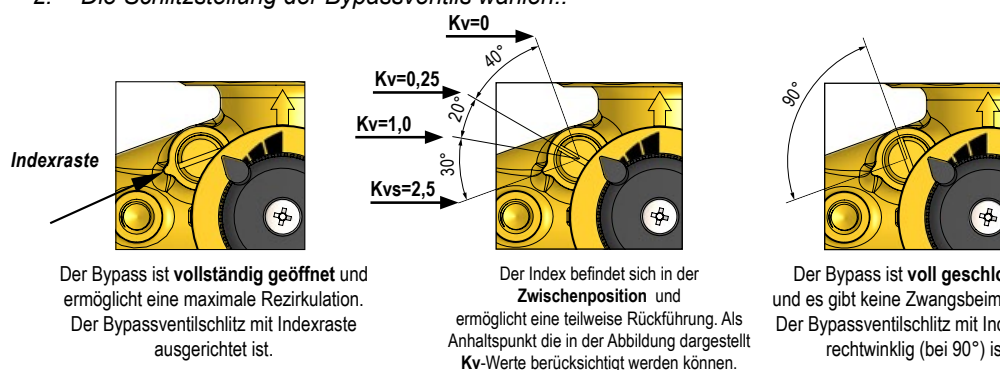 2. Die Schlitzstellung der Bypassventils wählen..
Kv=0
40°
Kv=0,25
20°
Kv=1,0
30°
Kvs=2,5
90°
Indexraste
Der Bypass ist vollständig geöffnet und
ermöglicht eine maximale Rezirkulation.
Der Bypassventilschlitz mit Indexraste
ausgerichtet ist.
Der Index befindet sich in der
Zwischenposition und
ermöglicht eine teilweise Rückführung. Als
Anhaltspunkt die in der Abbildung dargestellt
Kv-Werte berücksichtigt werden können.
Der Bypass ist voll
und es gibt keine
Der Bypassventilschlitz mit
rechtwinklig (bei 90°)